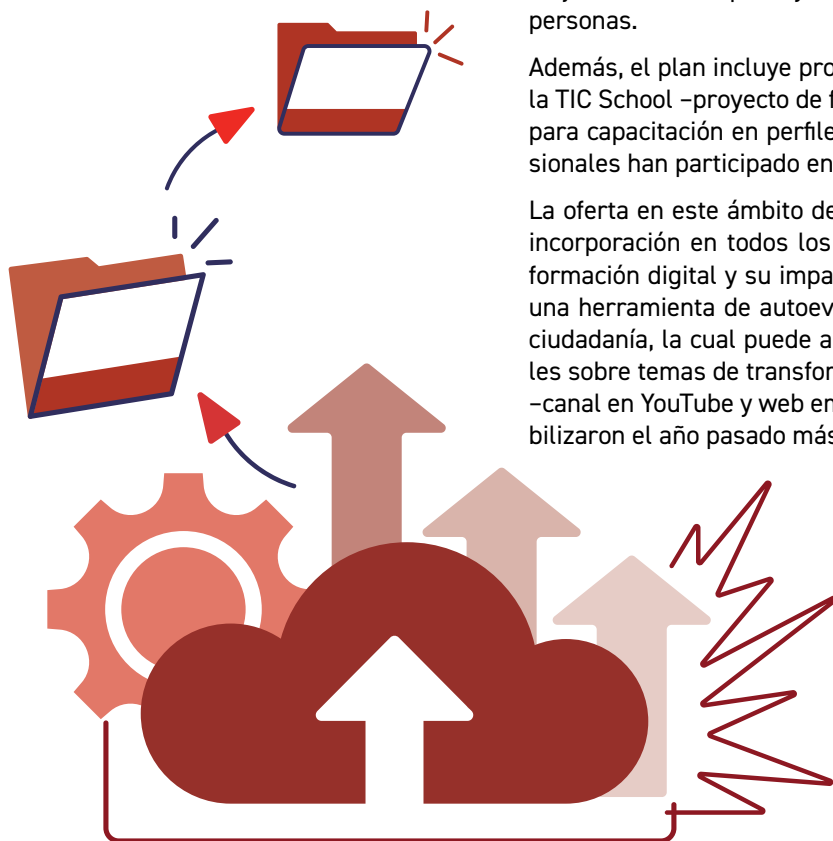 personas.
Además, el plan incluye pro
la TIC School –proyecto de f
para capacitación en perfile
sionales han participado en
La oferta en este ámbito de
incorporación en todos los
formación digital y su impa
una herramienta de autoev
ciudadanía, la cual puede a
les sobre temas de transfor
–canal en YouTube y web en
bilizaron el año pasado más